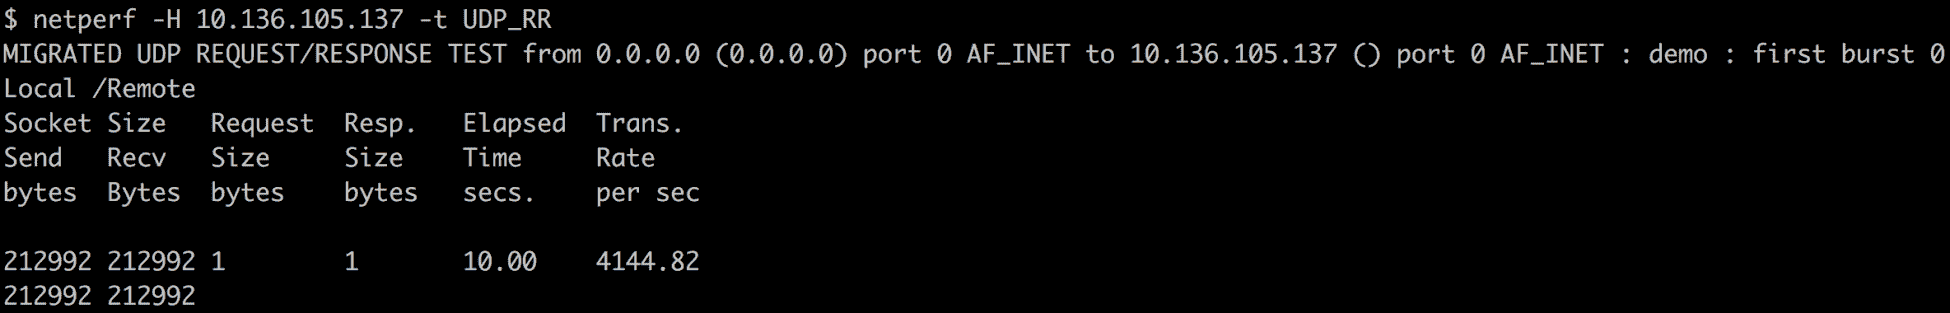 $ netperf -H 10.136.105.137 -t UDP_RR
MIGRATED UDP REQUEST/RESPONSE TEST from 0.0.0.0 (0.0.0.0) port 0 AF_INET to 10.136.105.137 () port 0 AF_INET : demo : first burst 0
Local /Remote
Socket Size   Request  Resp.   Elapsed  Trans.
Send   Recv   Size     Size    Time     Rate
bytes  Bytes  bytes    bytes   secs.    per sec
212992 212992 1        1       10.00    4144.82
212992 212992